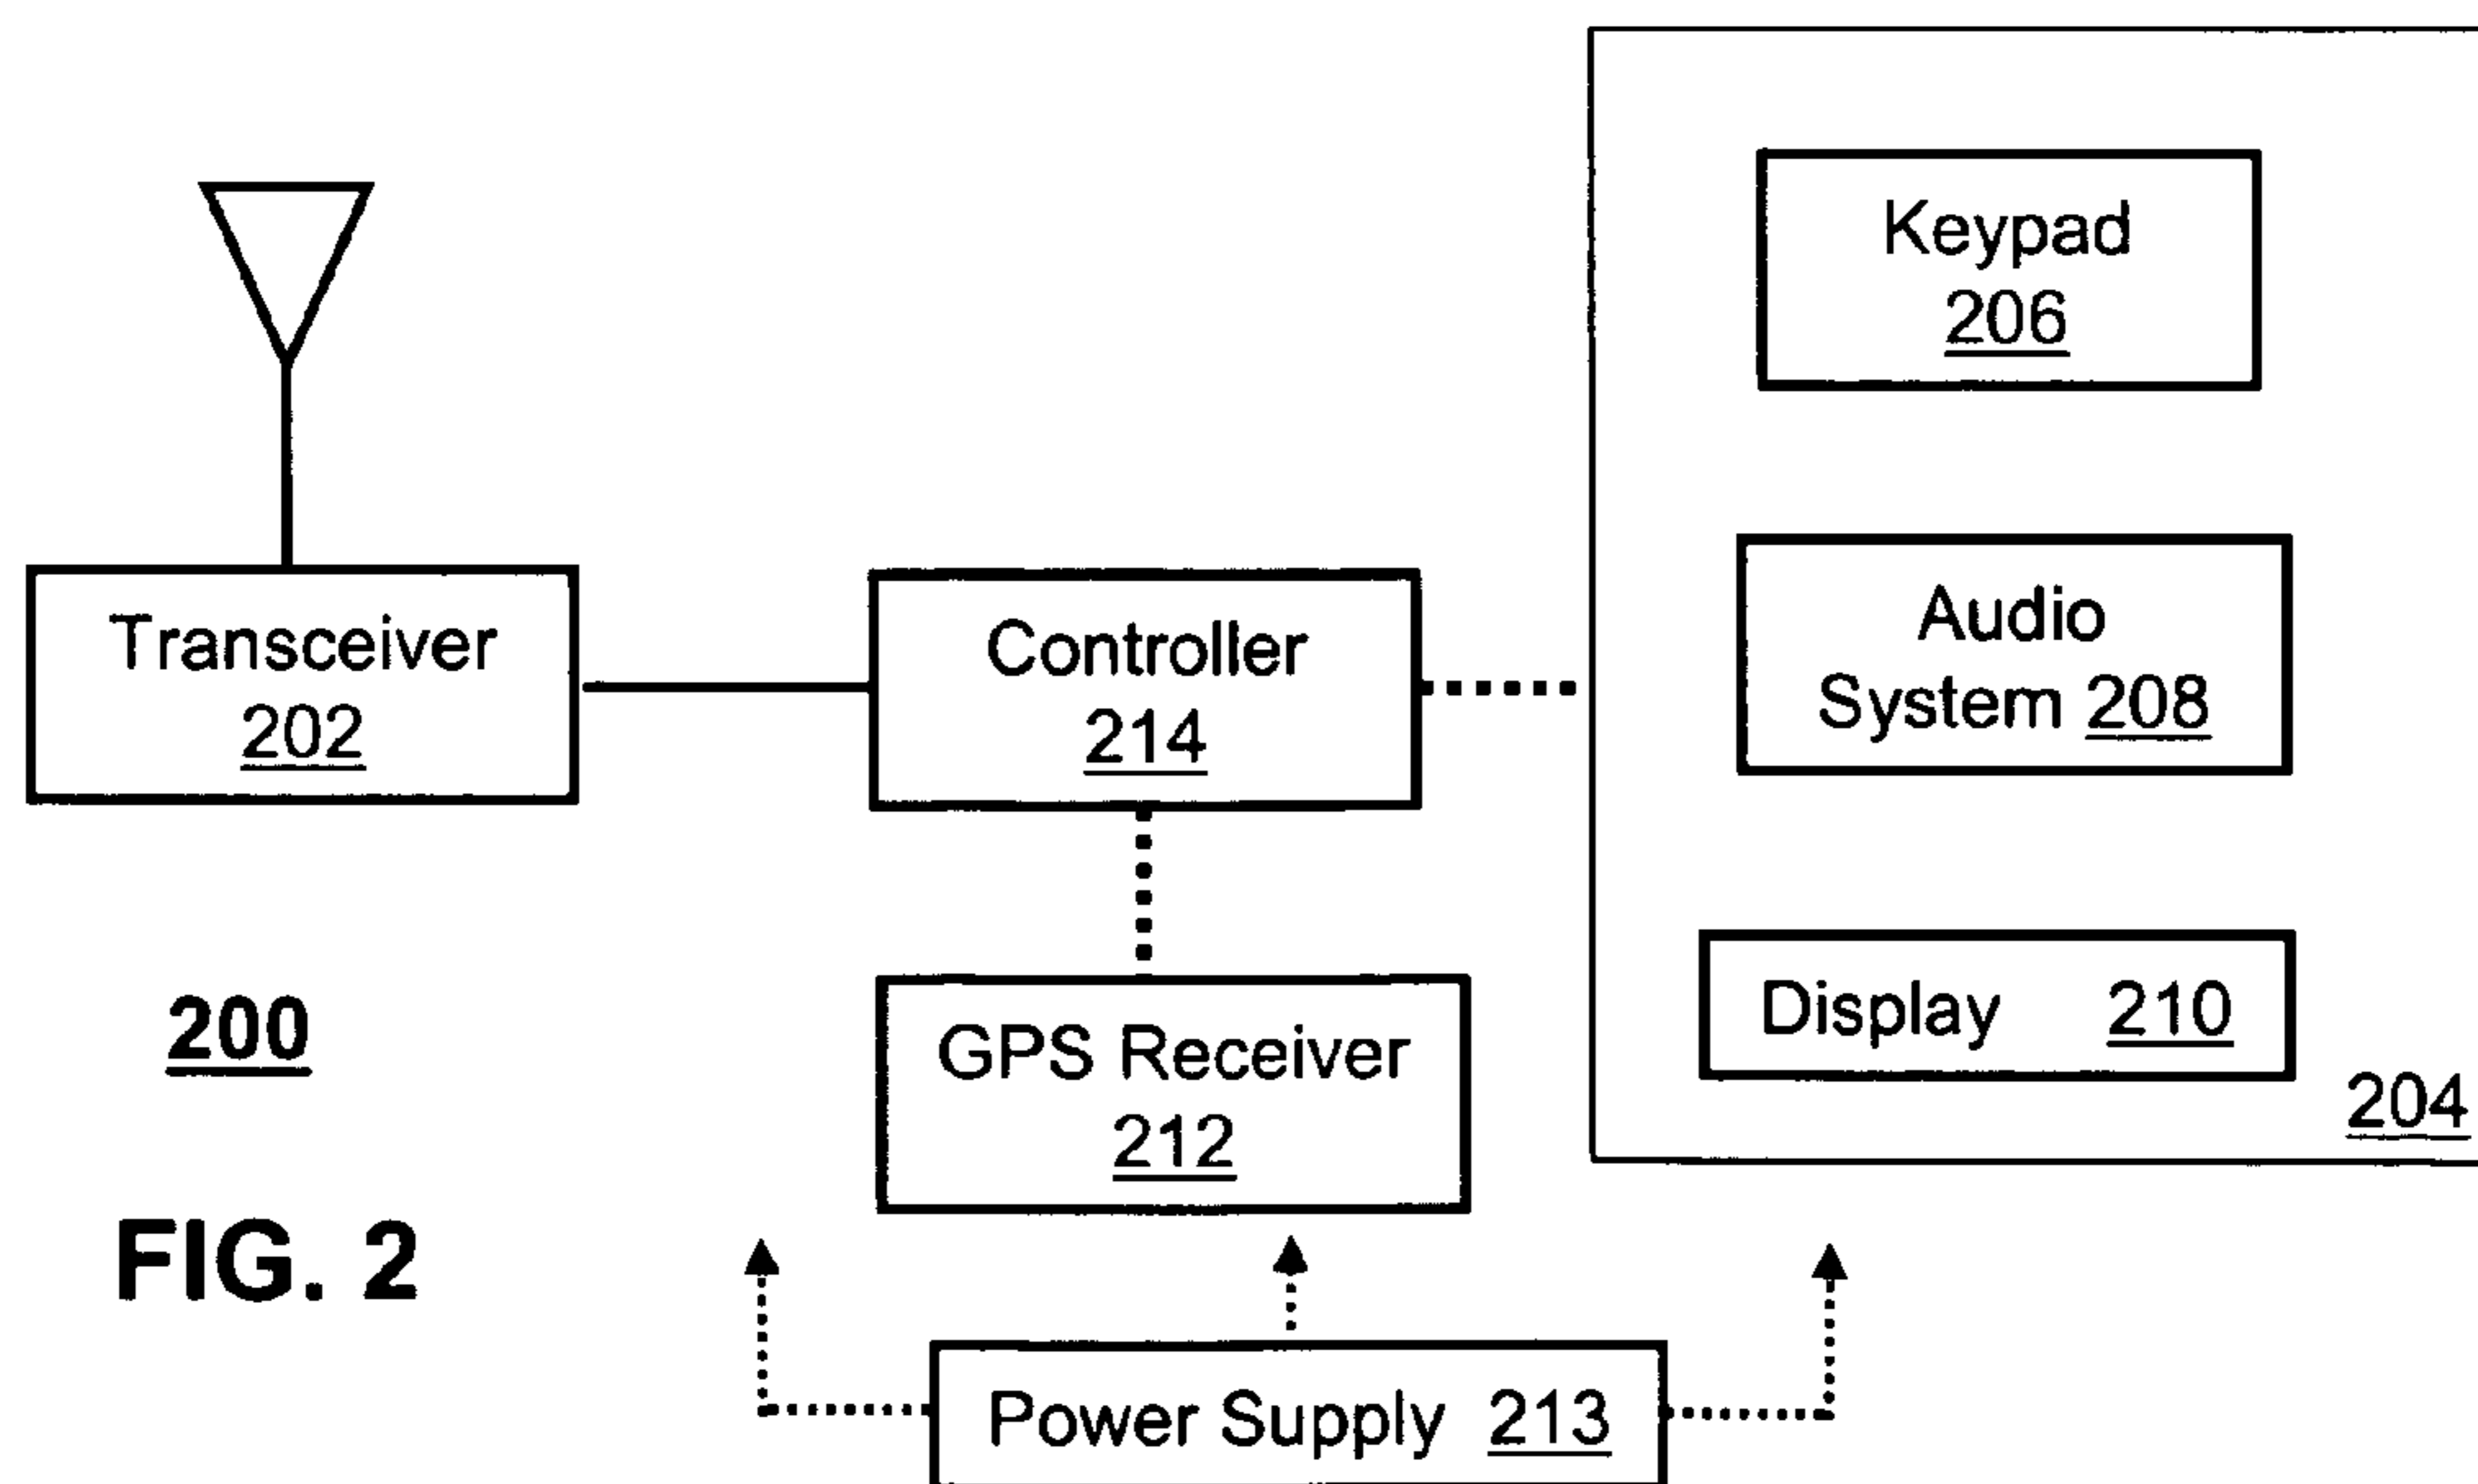 Keypad
206
Transceiver
202
Controller
214
Audio
System 208
GPS Receiver
212
Display 210
204
200
FIG. 2
Power Supply 213